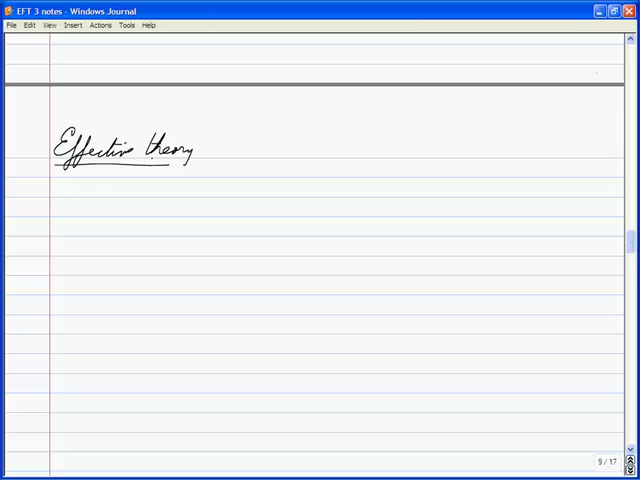 EFT 3 notes - Windows Journal
File Edit View Insert Actions Tools Help
Effective theory
9 / 17